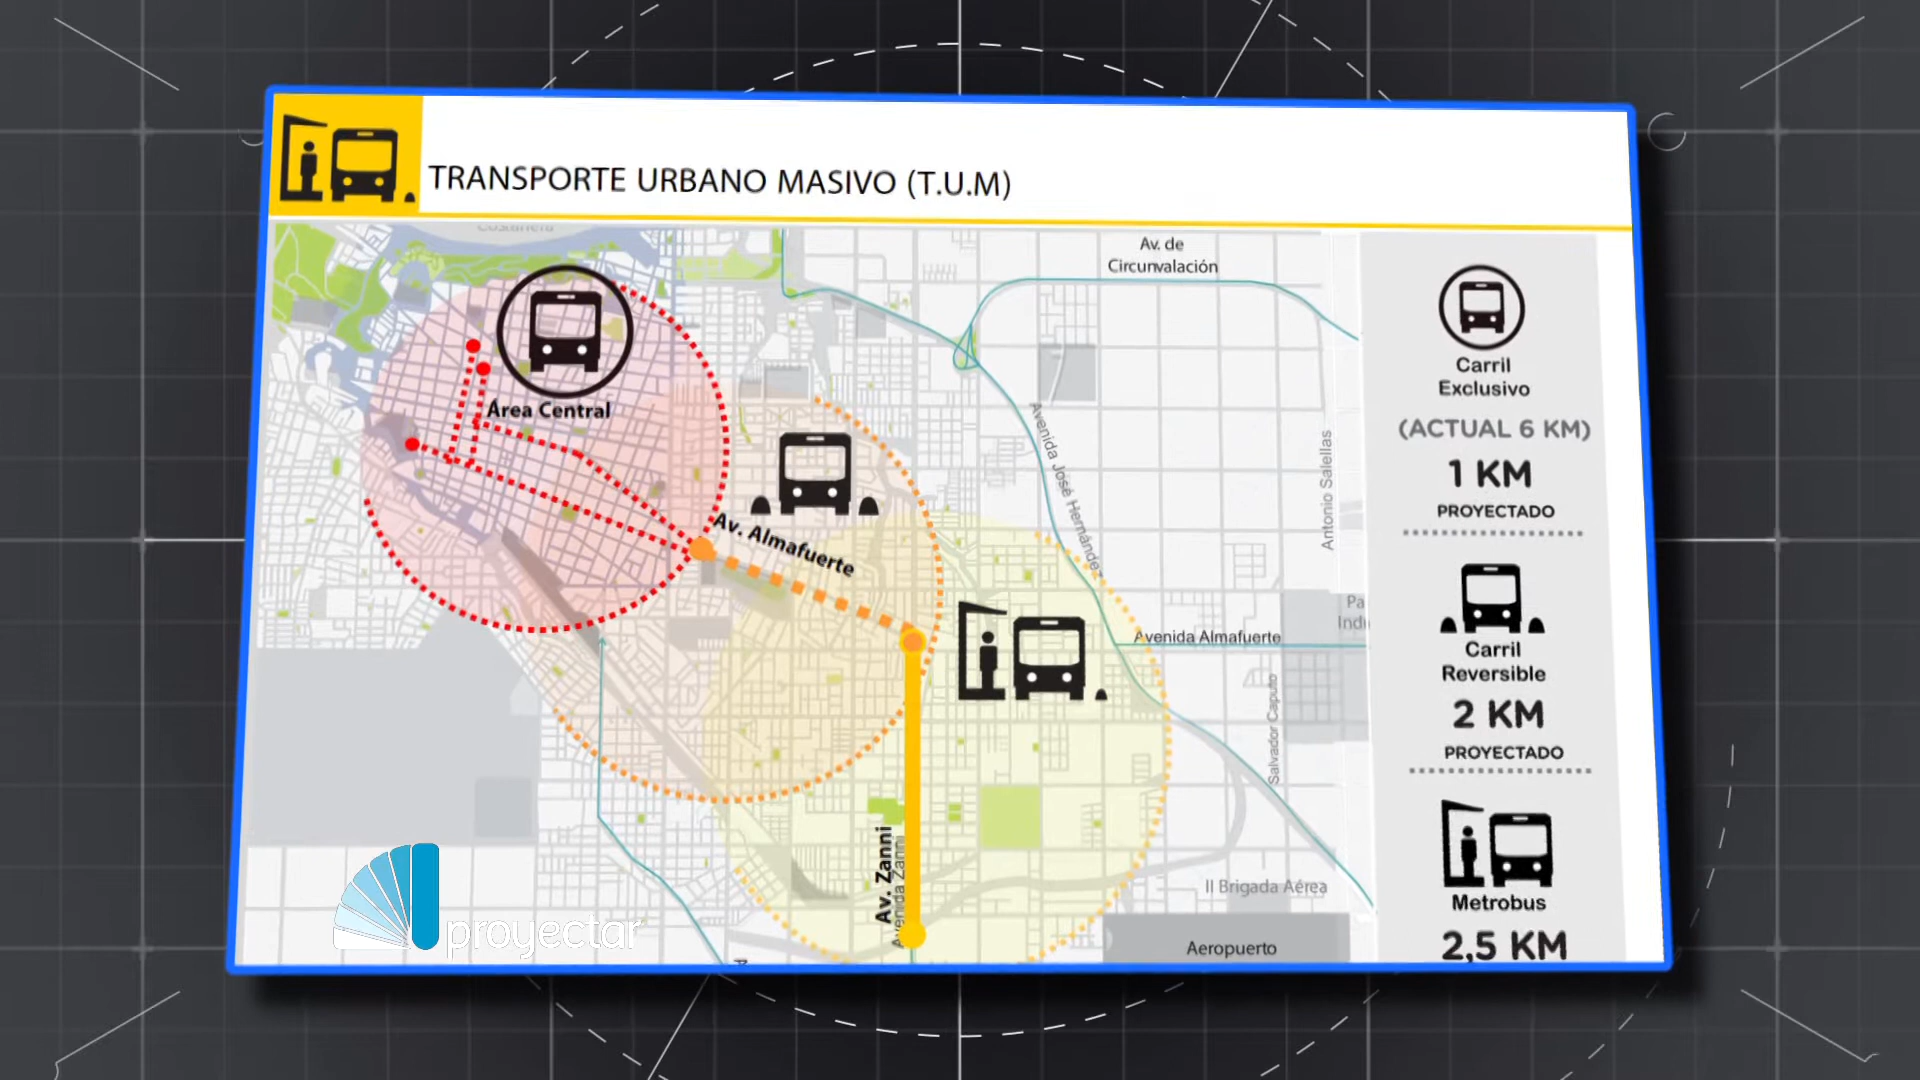 TRANSPORTE URBANO MASIVO (T.U.M)
Costanera
Av. de
Circunvalación
Área Central
Av. Almafuerte
Avenida José Hernández
Antonio Salellas
Avenida Almafuerte
Salvador Caputo
Av. Zanni
Avenida Zanni
II Brigada Aérea
Aeropuerto
proyectar
Carril
Exclusivo
(ACTUAL 6 KM)
1 KM
PROYECTADO
Carril
Reversible
2 KM
PROYECTADO
Metrobus
2,5 KM